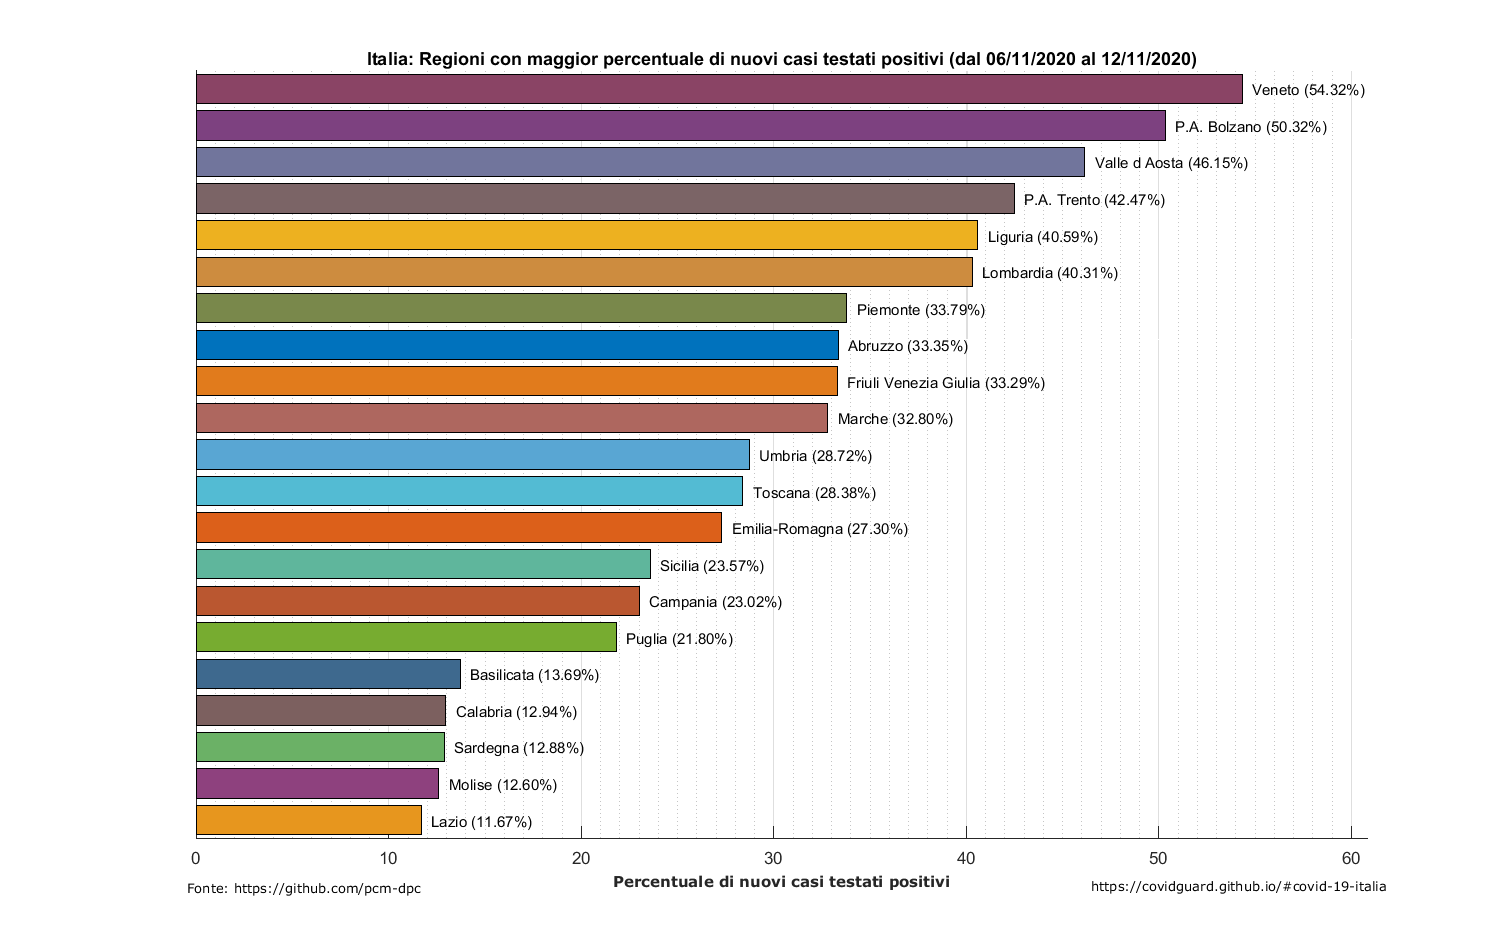 Italia: Regioni con maggior percentuale di nuovi casi testati positivi (dal 06/11/2020 al 12/11/2020)
Veneto (54.32%)
P.A. Bolzano (50.32%)
Valle d Aosta (46.15%)
P.A. Trento (42.47%)
Liguria (40.59%)
Lombardia (40.31%)
Piemonte (33.79%)
Abruzzo (33.35%)
Friuli Venezia Giulia (33.29%)
Marche (32.80%)
Umbria (28.72%)
Toscana (28.38%)
Emilia-Romagna (27.30%)
Sicilia (23.57%)
Campania (23.02%)
Puglia (21.80%)
Basilicata (13.69%)
Calabria (12.94%)
Sardegna (12.88%)
Molise (12.60%)
Lazio (11.67%)
0 10 20 30 40 50 60
Percentuale di nuovi casi testati positivi
Fonte: https://github.com/pcm-dpc
https://covidguard.github.io/#covid-19-italia